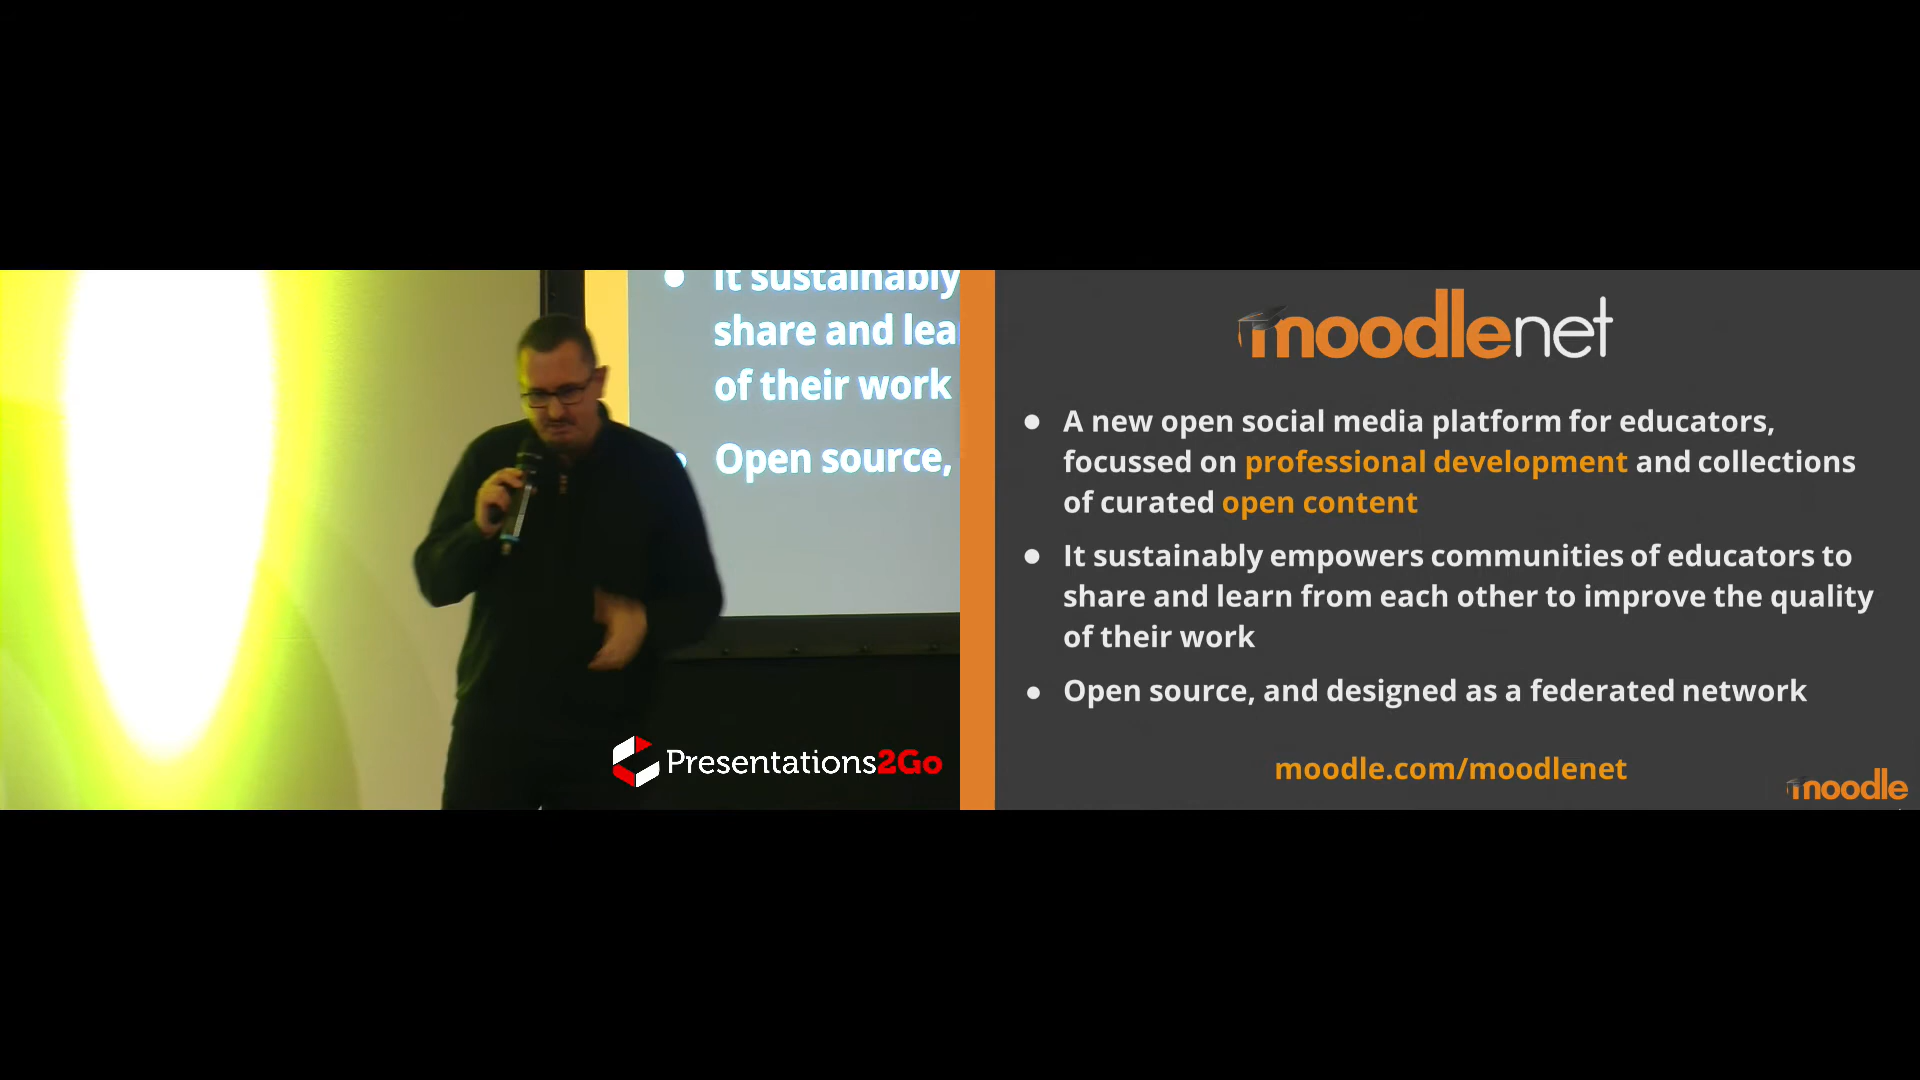 It sustainably
share and lea
of their work
Open source,
Presentations2Go
moodlenet
A new open social media platform for educators,
focussed on professional development and collections
of curated open content
It sustainably empowers communities of educators to
share and learn from each other to improve the quality
of their work
Open source, and designed as a federated network
moodle.com/moodlenet
moodle